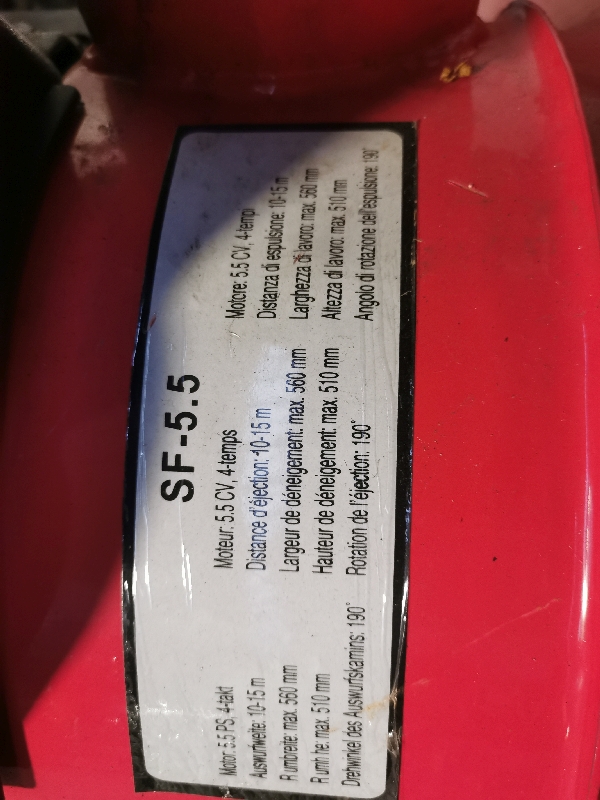 SF-5.5
Motor: 5.5 PS, 4-takt
Auswurfweite: 10-15 m
R umbreite: max. 560 mm
R umh he: max. 510 mm
Drehwinkel des Auswurfskamins: 190°
Moteur: 5.5 CV, 4-temps
Distance d'éjection: 10-15 m
Largeur de déneigement: max. 560 mm
Hauteur de déneigement: max. 510 mm
Rotation de l'éjection: 190°
Motore: 5.5 CV, 4-tempi
Distanza di espulsione: 10-15 m
Larghezza di lavoro: max. 560 mm
Altezza di lavoro: max. 510 mm
Angolo di rotazione dell'espulsione: 190°